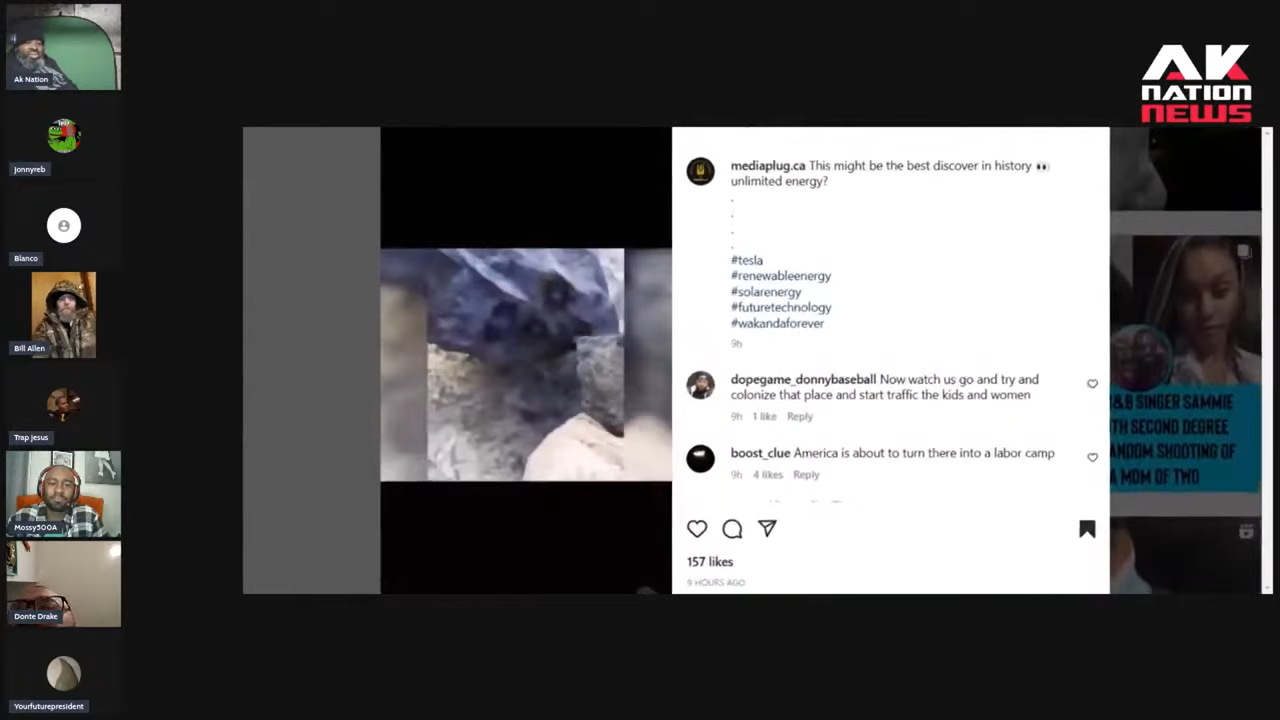 Ak Nation
Jonnyreb
Blanco
Bill Allen
Trap Jesus
Mossy500A
Donte Drake
Yourfuturepresident
AK
NATION
NEWS
mediaplug.ca This might be the best discover in history 👀
unlimited energy?
.
.
.
.
#tesla
#renewableenergy
#solarenergy
#futuretechnology
#wakandaforever
9h
dopegame_donnybaseball Now watch us go and try and
colonize that place and start traffic the kids and women
9h 1 like Reply
boost_clue America is about to turn there into a labor camp
9h 4 likes Reply
157 likes
9 HOURS AGO
&B SINGER SAMMIE
TH SECOND DEGREE
ANDOM SHOOTING OF
A MOM OF TWO